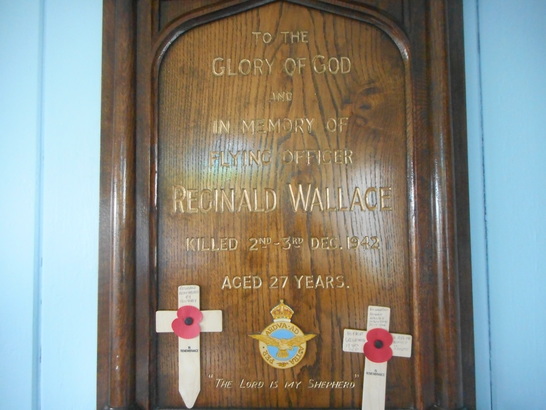 TO THE
GLORY OF GOD
AND
IN MEMORY OF
FLYING OFFICER
REGINALD WALLACE
KILLED 2ND-3RD DEC. 1942
AGED 27 YEARS.
"THE LORD IS MY SHEPHERD"